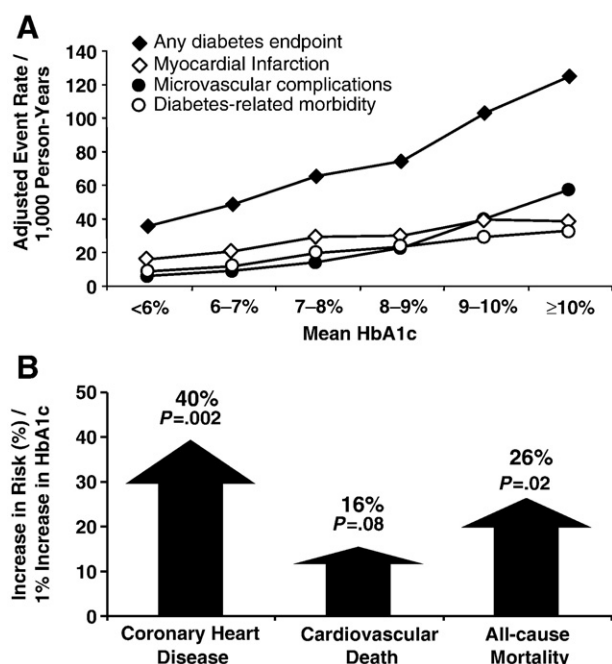 A
Any diabetes endpoint
Myocardial Infarction
Microvascular complications
Diabetes-related morbidity
Adjusted Event Rate /
1,000 Person-Years
140
120
100
80
60
40
20
0
<6% 6–7% 7–8% 8–9% 9–10% ≥10%
Mean HbA1c
B
Increase in Risk (%) /
1% Increase in HbA1c
50
40
30
20
10
0
40%
P=.002
16%
P=.08
26%
P=.02
Coronary Heart
Disease
Cardiovascular
Death
All-cause
Mortality